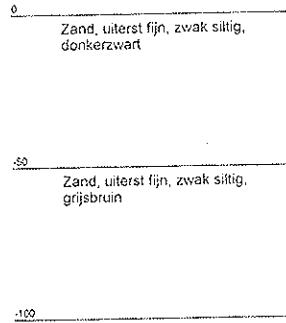 0
Zand, uiterst fijn, zwak siltig,
donkerzwart
-50
Zand, uiterst fijn, zwak siltig,
grijsbruin
-100